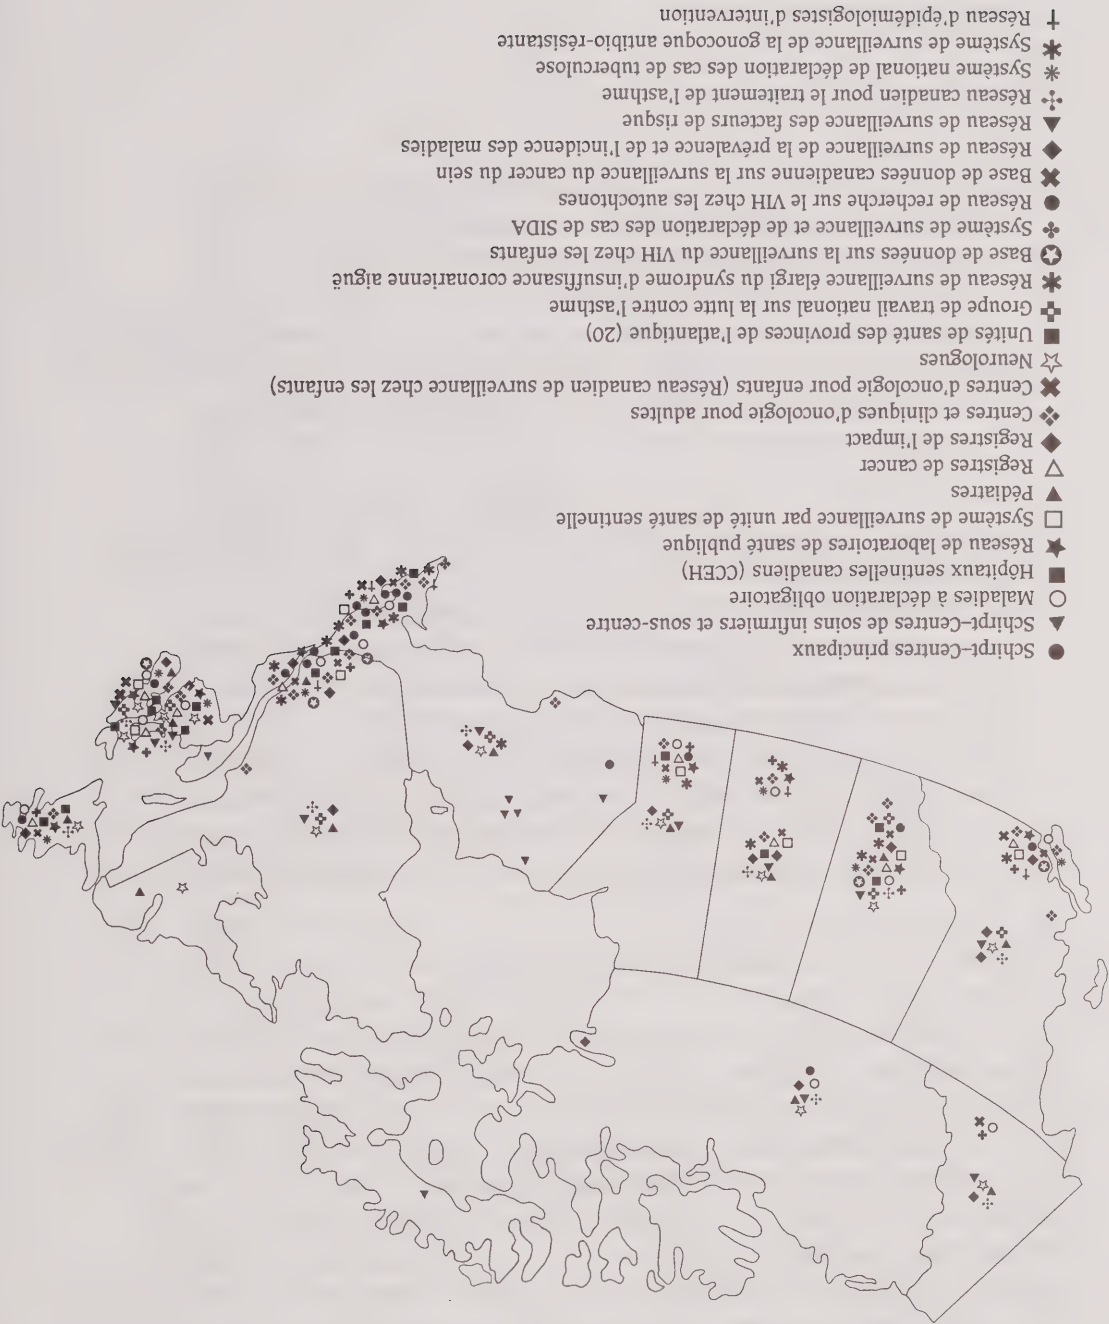 Schirpt–Centres principaux
Schirpt–Centres de soins infirmiers et sous-centre
Maladies à déclaration obligatoire
Hôpitaux sentinelles canadiens (CCEH)
Réseau de laboratoires de santé publique
Système de surveillance par unité de santé sentinelle
Pédiatres
Registres de cancer
Registres de l'impact
Centres et cliniques d'oncologie pour adultes
Centres d'oncologie pour enfants (Réseau canadien de surveillance chez les enfants)
Neurologues
Unités de santé des provinces de l'atlantique (20)
Groupe de travail national sur la lutte contre l'asthme
Réseau de surveillance élargi du syndrome d'insuffisance coronarienne aiguë
Base de données sur la surveillance du VIH chez les enfants
Système de surveillance et de déclaration des cas de SIDA
Réseau de recherche sur le VIH chez les autochtones
Base de données canadienne sur la surveillance du cancer du sein
Réseau de surveillance de la prévalence et de l'incidence des maladies
Réseau de surveillance des facteurs de risque
Réseau canadien pour le traitement de l'asthme
Système national de déclaration des cas de tuberculose
Système de surveillance de la gonocoque antibio-résistante
Réseau d'épidémiologistes d'intervention